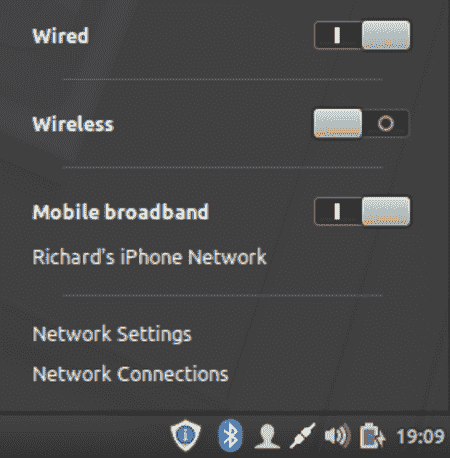 Wired
Wireless
Mobile broadband
Richard's iPhone Network
Network Settings
Network Connections
19:09